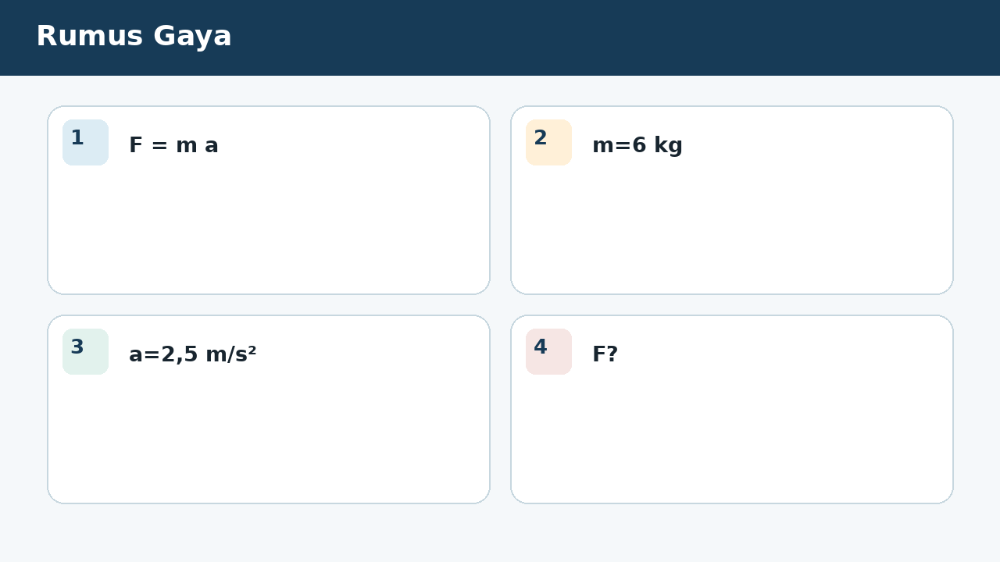 Rumus Gaya
1
F = m a
2
m=6 kg
3
a=2,5 m/s²
4
F?